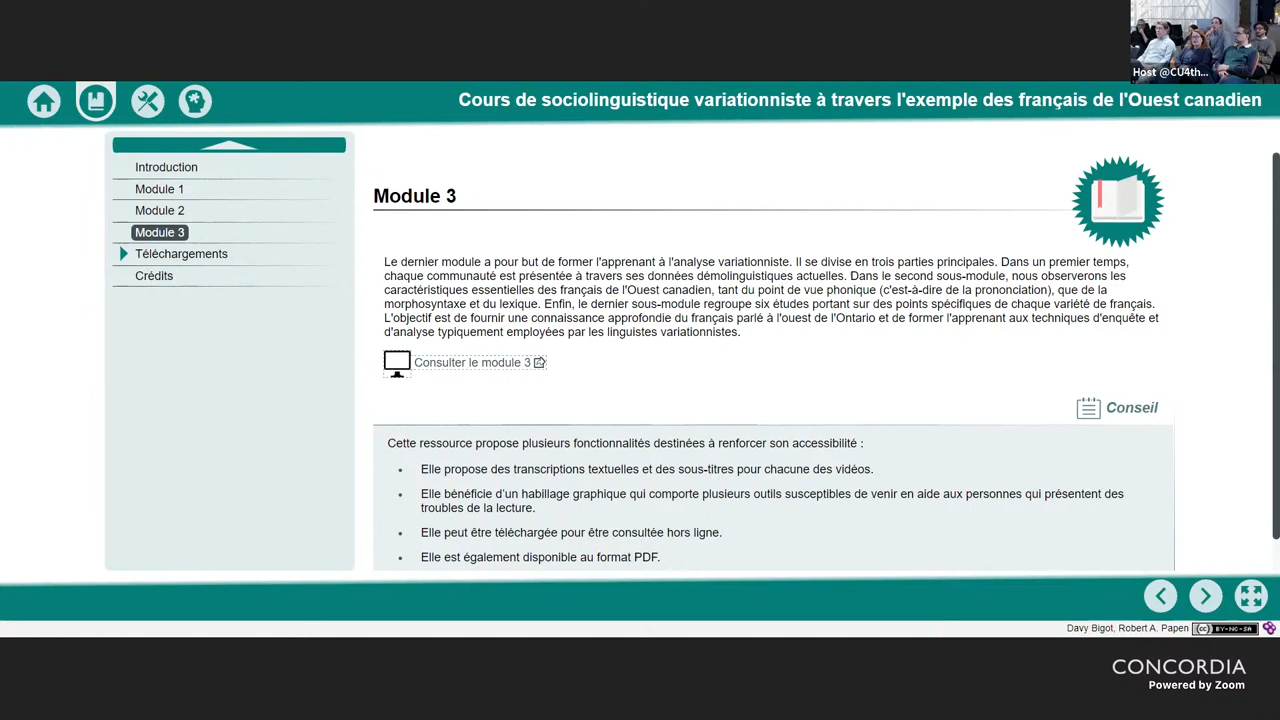 Host @CU4th...
Cours de sociolinguistique variationniste à travers l'exemple des français de l'Ouest canadien
Introduction
Module 1
Module 2
Module 3
Téléchargements
Crédits
Module 3
Le dernier module a pour but de former l'apprenant à l'analyse variationniste. Il se divise en trois parties principales. Dans un premier temps,
chaque communauté est présentée à travers ses données démolinguistiques actuelles. Dans le second sous-module, nous observerons les
caractéristiques essentielles des français de l'Ouest canadien, tant du point de vue phonique (c'est-à-dire de la prononciation), que de la
morphosyntaxe et du lexique. Enfin, le dernier sous-module regroupe six études portant sur des points spécifiques de chaque variété de français.
L'objectif est de fournir une connaissance approfondie du français parlé à l'ouest de l'Ontario et de former l'apprenant aux techniques d'enquête et
d'analyse typiquement employées par les linguistes variationnistes.
Consulter le module 3
Conseil
Cette ressource propose plusieurs fonctionnalités destinées à renforcer son accessibilité :
• Elle propose des transcriptions textuelles et des sous-titres pour chacune des vidéos.
• Elle bénéficie d'un habillage graphique qui comporte plusieurs outils susceptibles de venir en aide aux personnes qui présentent des
troubles de la lecture.
• Elle peut être téléchargée pour être consultée hors ligne.
• Elle est également disponible au format PDF.
Davy Bigot, Robert A. Papen
CC BY-NC-SA
CONCORDIA
Powered by Zoom